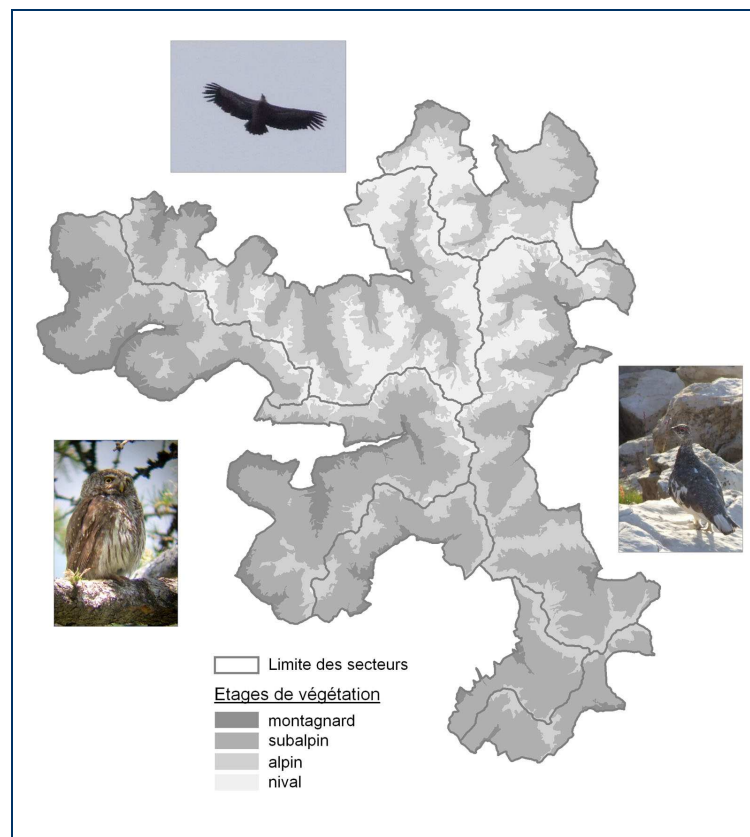 Limite des secteurs
Etages de végétation
montagnard
subalpin
alpin
nival